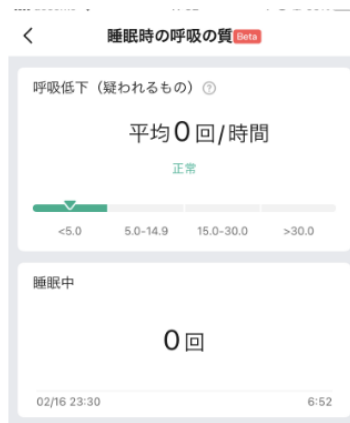 睡眠時の呼吸の質 Beta
呼吸低下（疑われるもの） ?
平均0回/時間
正常
<5.0 5.0-14.9 15.0-30.0 >30.0
睡眠中
0回
02/16 23:30 6:52